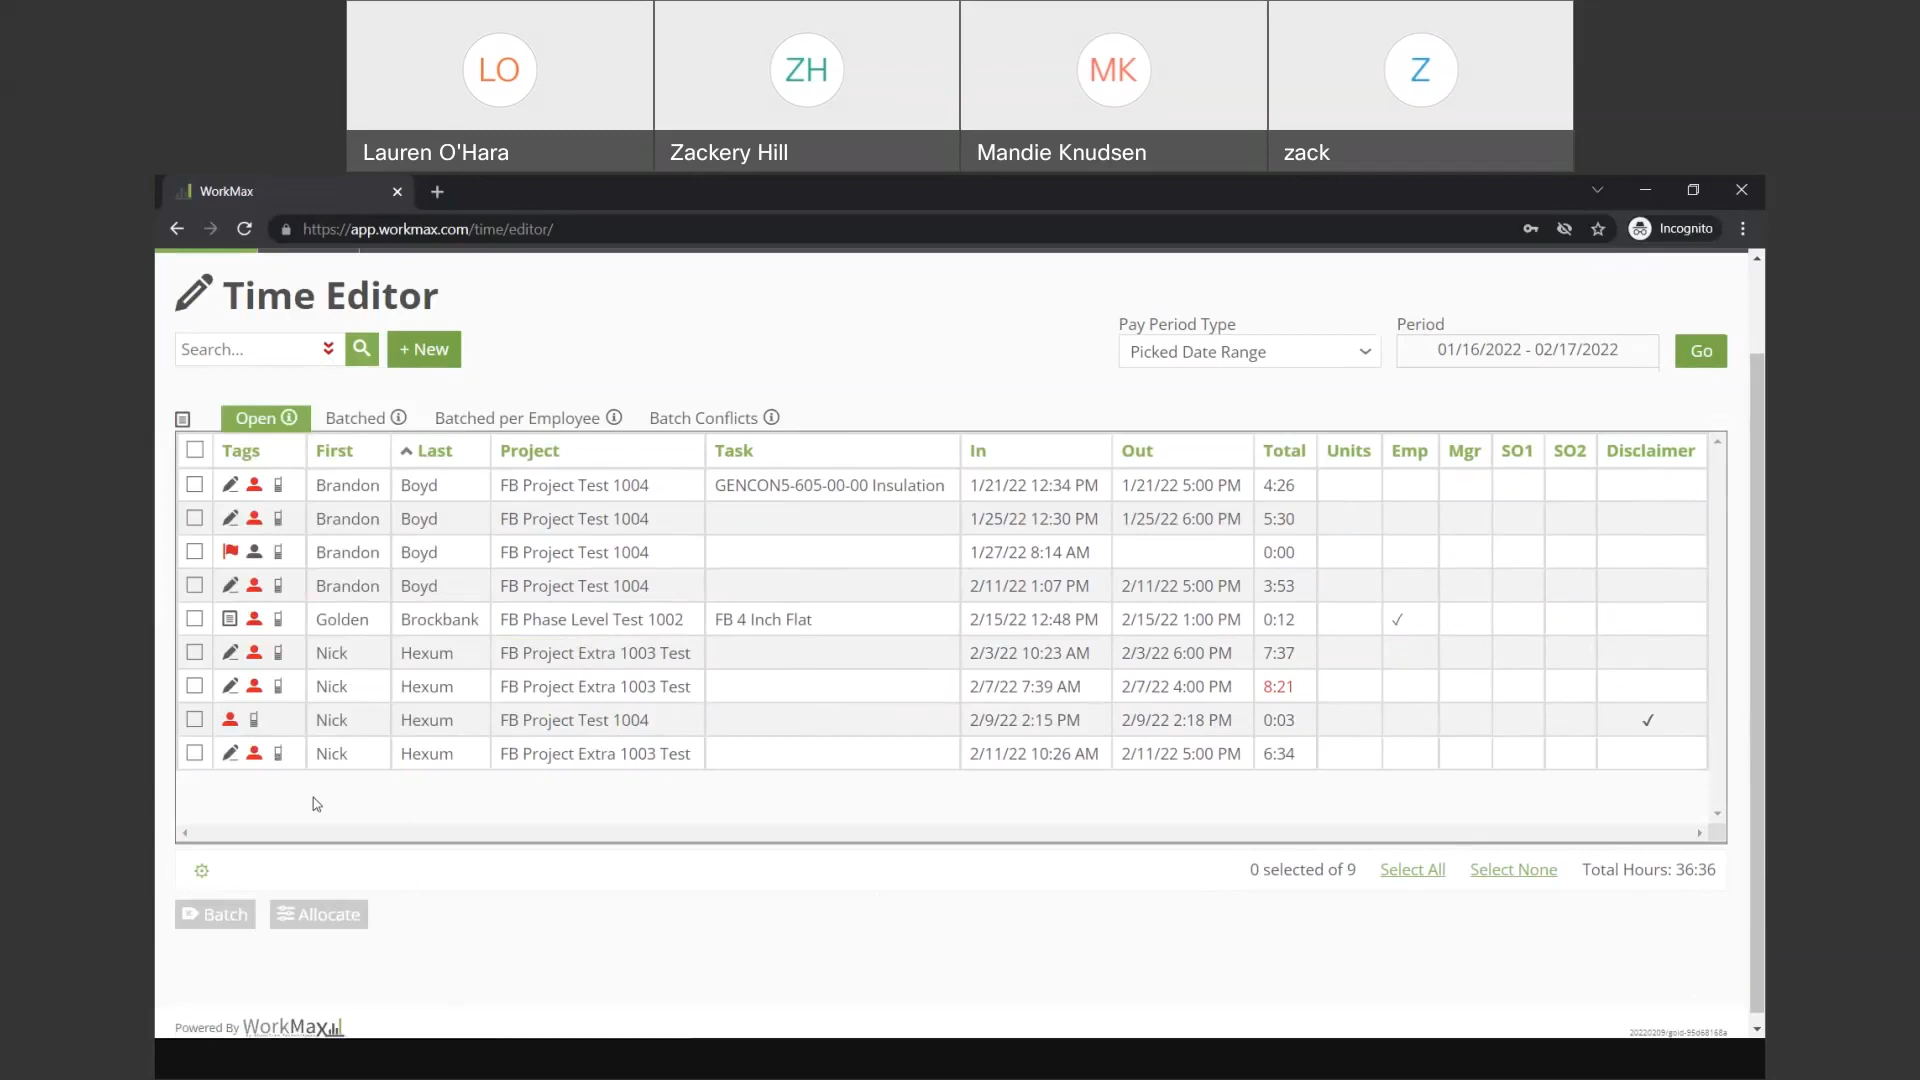 LO
ZH
MK
Z
Lauren O'Hara
Zackery Hill
Mandie Knudsen
zack
WorkMax
https://app.workmax.com/time/editor/
Incognito
Time Editor
Search...
+ New
Pay Period Type
Picked Date Range
Period
01/16/2022 - 02/17/2022
Go
Open Batched Batched per Employee Batch Conflicts
Tags First Last Project Task In Out Total Units Emp Mgr SO1 SO2 Disclaimer
Brandon Boyd FB Project Test 1004 GENCON5-605-00-00 Insulation 1/21/22 12:34 PM 1/21/22 5:00 PM 4:26
Brandon Boyd FB Project Test 1004 1/25/22 12:30 PM 1/25/22 6:00 PM 5:30
Brandon Boyd FB Project Test 1004 1/27/22 8:14 AM 0:00
Brandon Boyd FB Project Test 1004 2/11/22 1:07 PM 2/11/22 5:00 PM 3:53
Golden Brockbank FB Phase Level Test 1002 FB 4 Inch Flat 2/15/22 12:48 PM 2/15/22 1:00 PM 0:12 ✓
Nick Hexum FB Project Extra 1003 Test 2/3/22 10:23 AM 2/3/22 6:00 PM 7:37
Nick Hexum FB Project Extra 1003 Test 2/7/22 7:39 AM 2/7/22 4:00 PM 8:21
Nick Hexum FB Project Test 1004 2/9/22 2:15 PM 2/9/22 2:18 PM 0:03 ✓
Nick Hexum FB Project Extra 1003 Test 2/11/22 10:26 AM 2/11/22 5:00 PM 6:34
0 selected of 9 Select All Select None Total Hours: 36:36
Batch Allocate
Powered By WorkMax